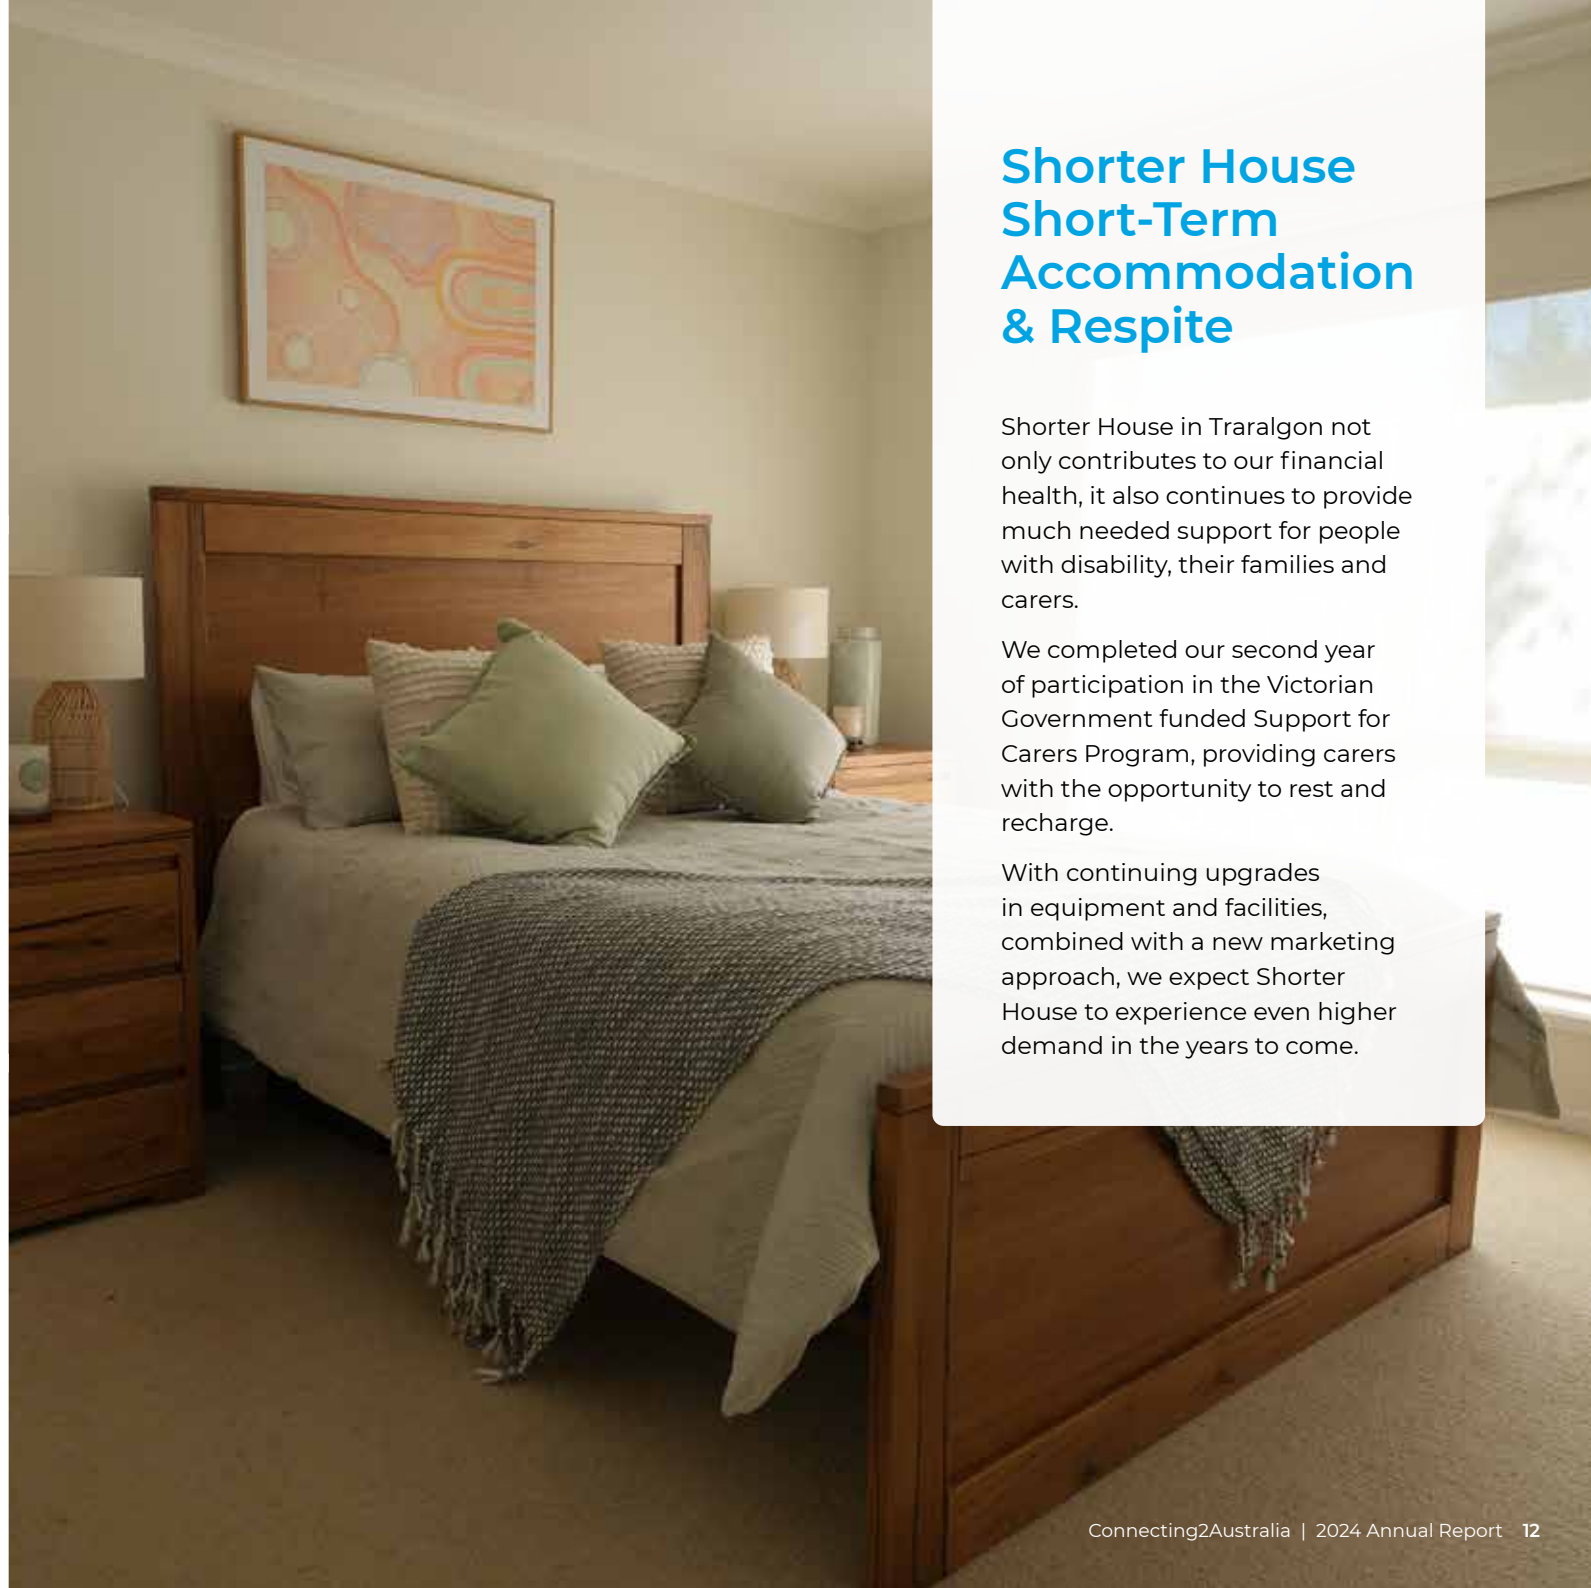 Shorter House
Short-Term
Accommodation
& Respite
Shorter House in Traralgon not
only contributes to our financial
health, it also continues to provide
much needed support for people
with disability, their families and
carers.
We completed our second year
of participation in the Victorian
Government funded Support for
Carers Program, providing carers
with the opportunity to rest and
recharge.
With continuing upgrades
in equipment and facilities,
combined with a new marketing
approach, we expect Shorter
House to experience even higher
demand in the years to come.
Connecting2Australia | 2024 Annual Report 12